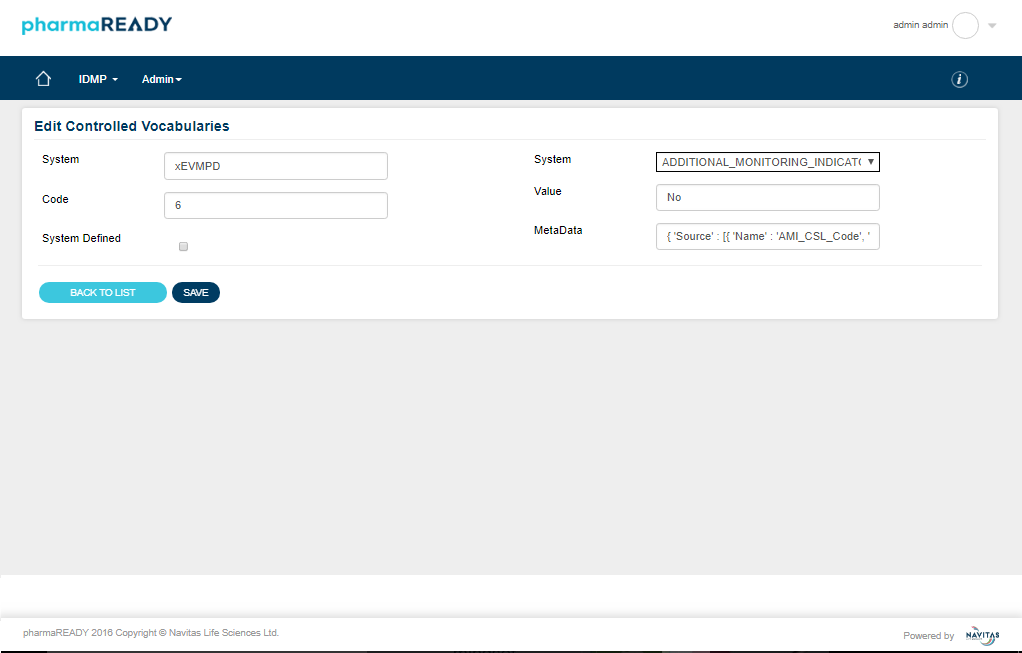 pharmaREADY
admin admin
IDMP
Admin
i
Edit Controlled Vocabularies
System
xEVMPD
System
ADDITIONAL_MONITORING_INDICATO
Code
6
Value
No
System Defined
MetaData
{ 'Source' : [{ 'Name' : 'AMI_CSL_Code', '
BACK TO LIST
SAVE
pharmaREADY 2016 Copyright © Navitas Life Sciences Ltd.
Powered by
NAVITAS